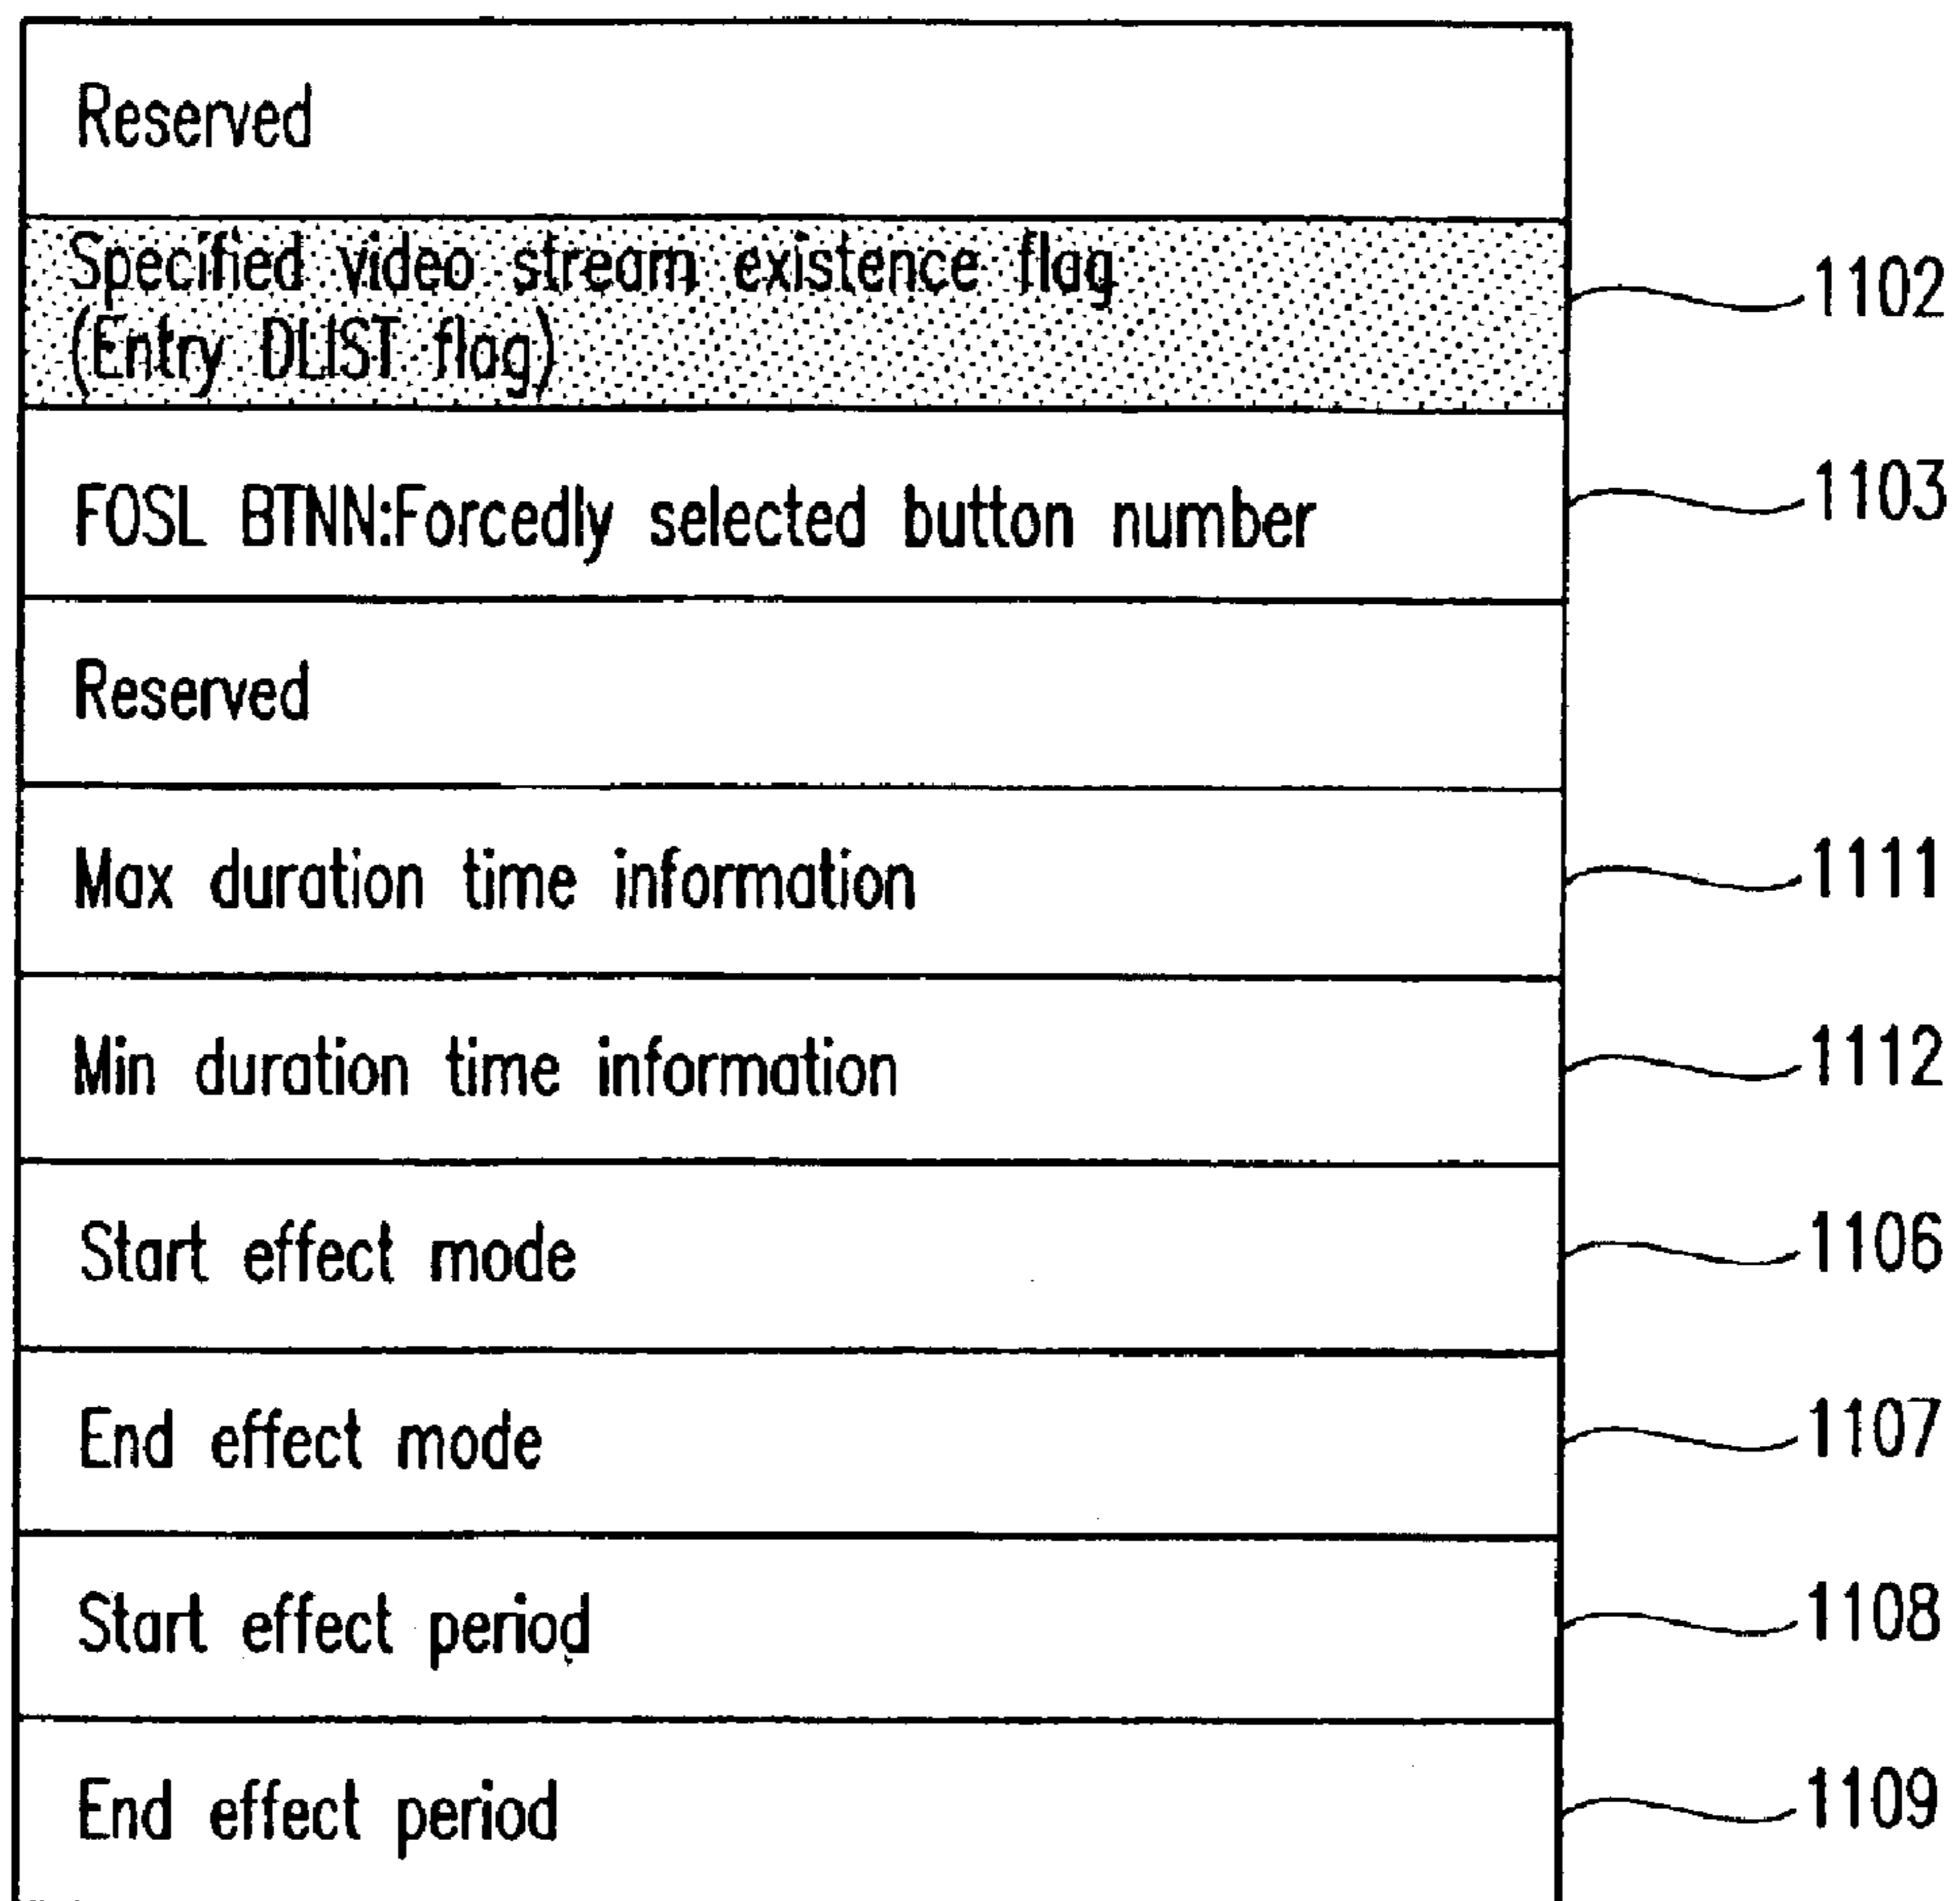 Reserved
Specified video stream existence flag
(Entry DLIST flag)
1102
FOSL BTNN:Forcedly selected button number
1103
Reserved
Max duration time information
1111
Min duration time information
1112
Start effect mode
1106
End effect mode
1107
Start effect period
1108
End effect period
1109